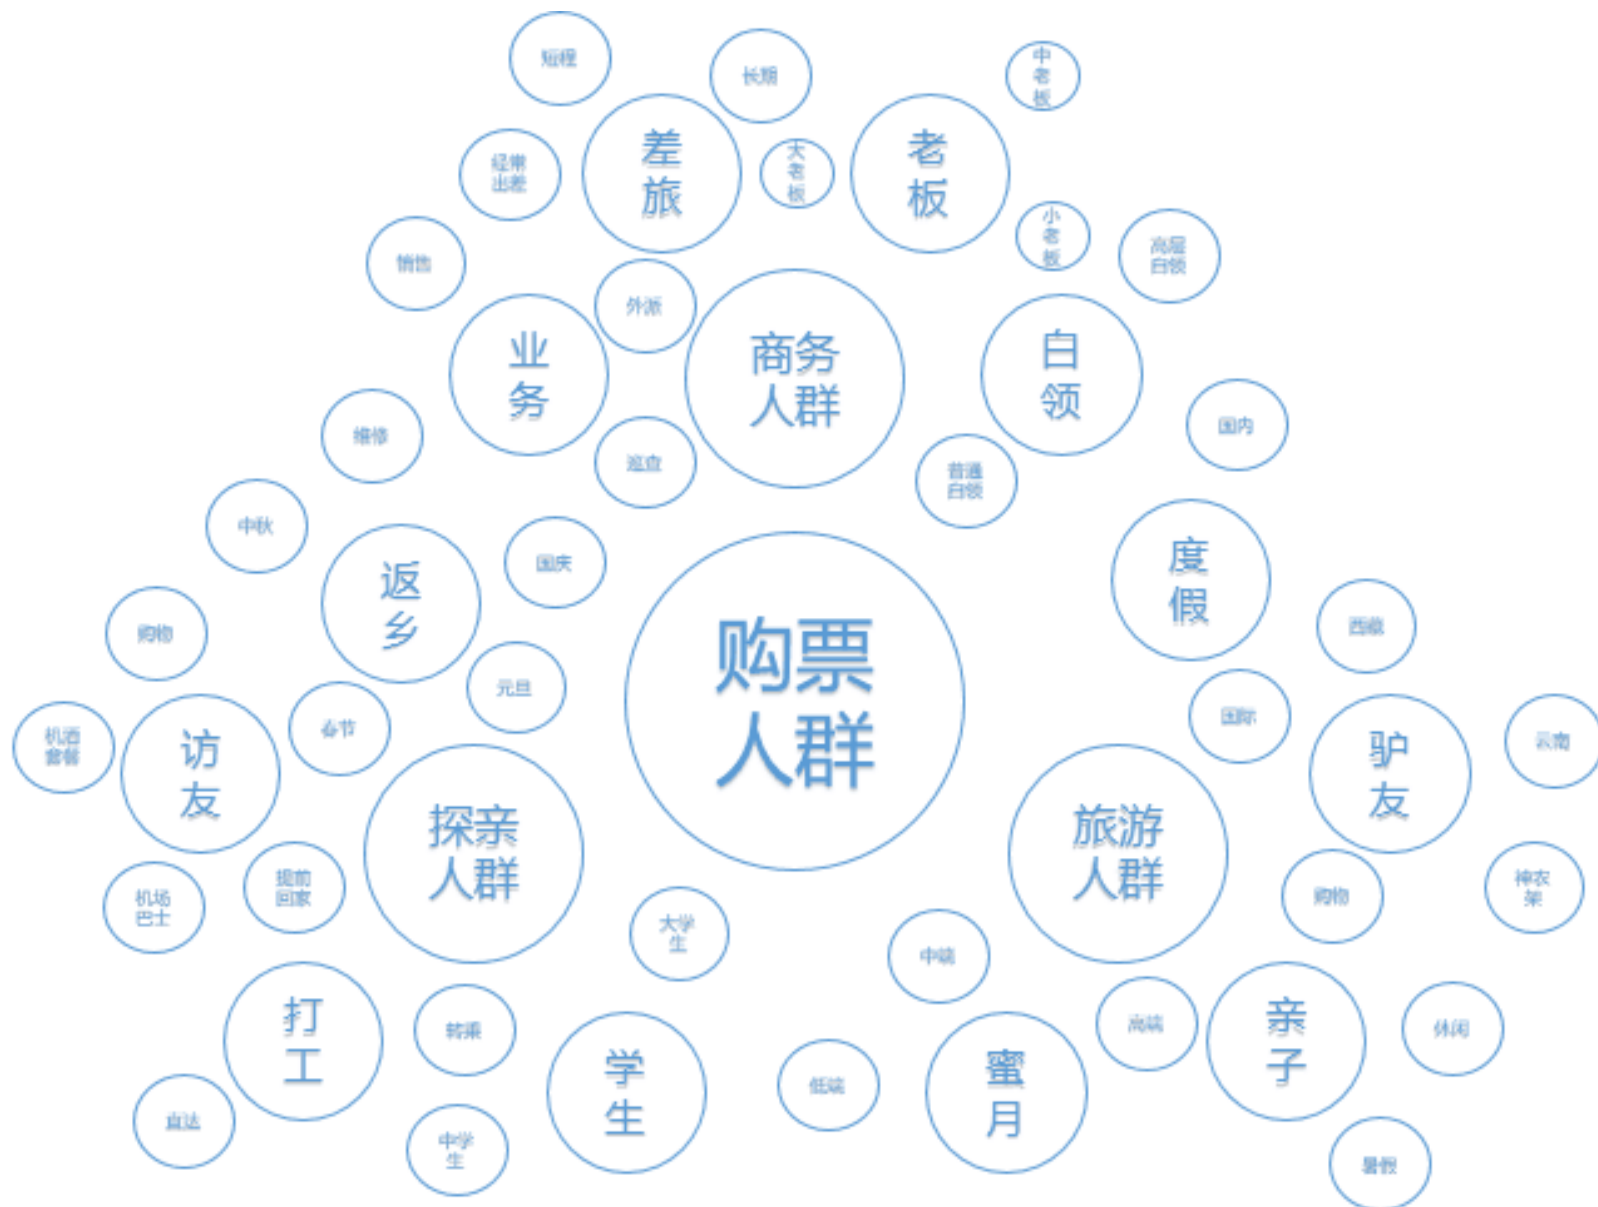 短程
长期
中
老
板
差
旅
大
老
板
老
板
经常
出差
小
老
板
高层
白领
销售
外派
业
务
商务
人群
白
领
国内
维修
巡查
普通
白领
中秋
返
乡
国庆
度
假
购物
西藏
购票
人群
元旦
国际
机酒
套餐
访
友
春节
驴
友
云南
探亲
人群
旅游
人群
机场
巴士
提前
回家
购物
神农
架
大学
生
中端
打
工
转乘
高端
亲
子
休闲
学
生
低端
蜜
月
直达
中学
生
暑假